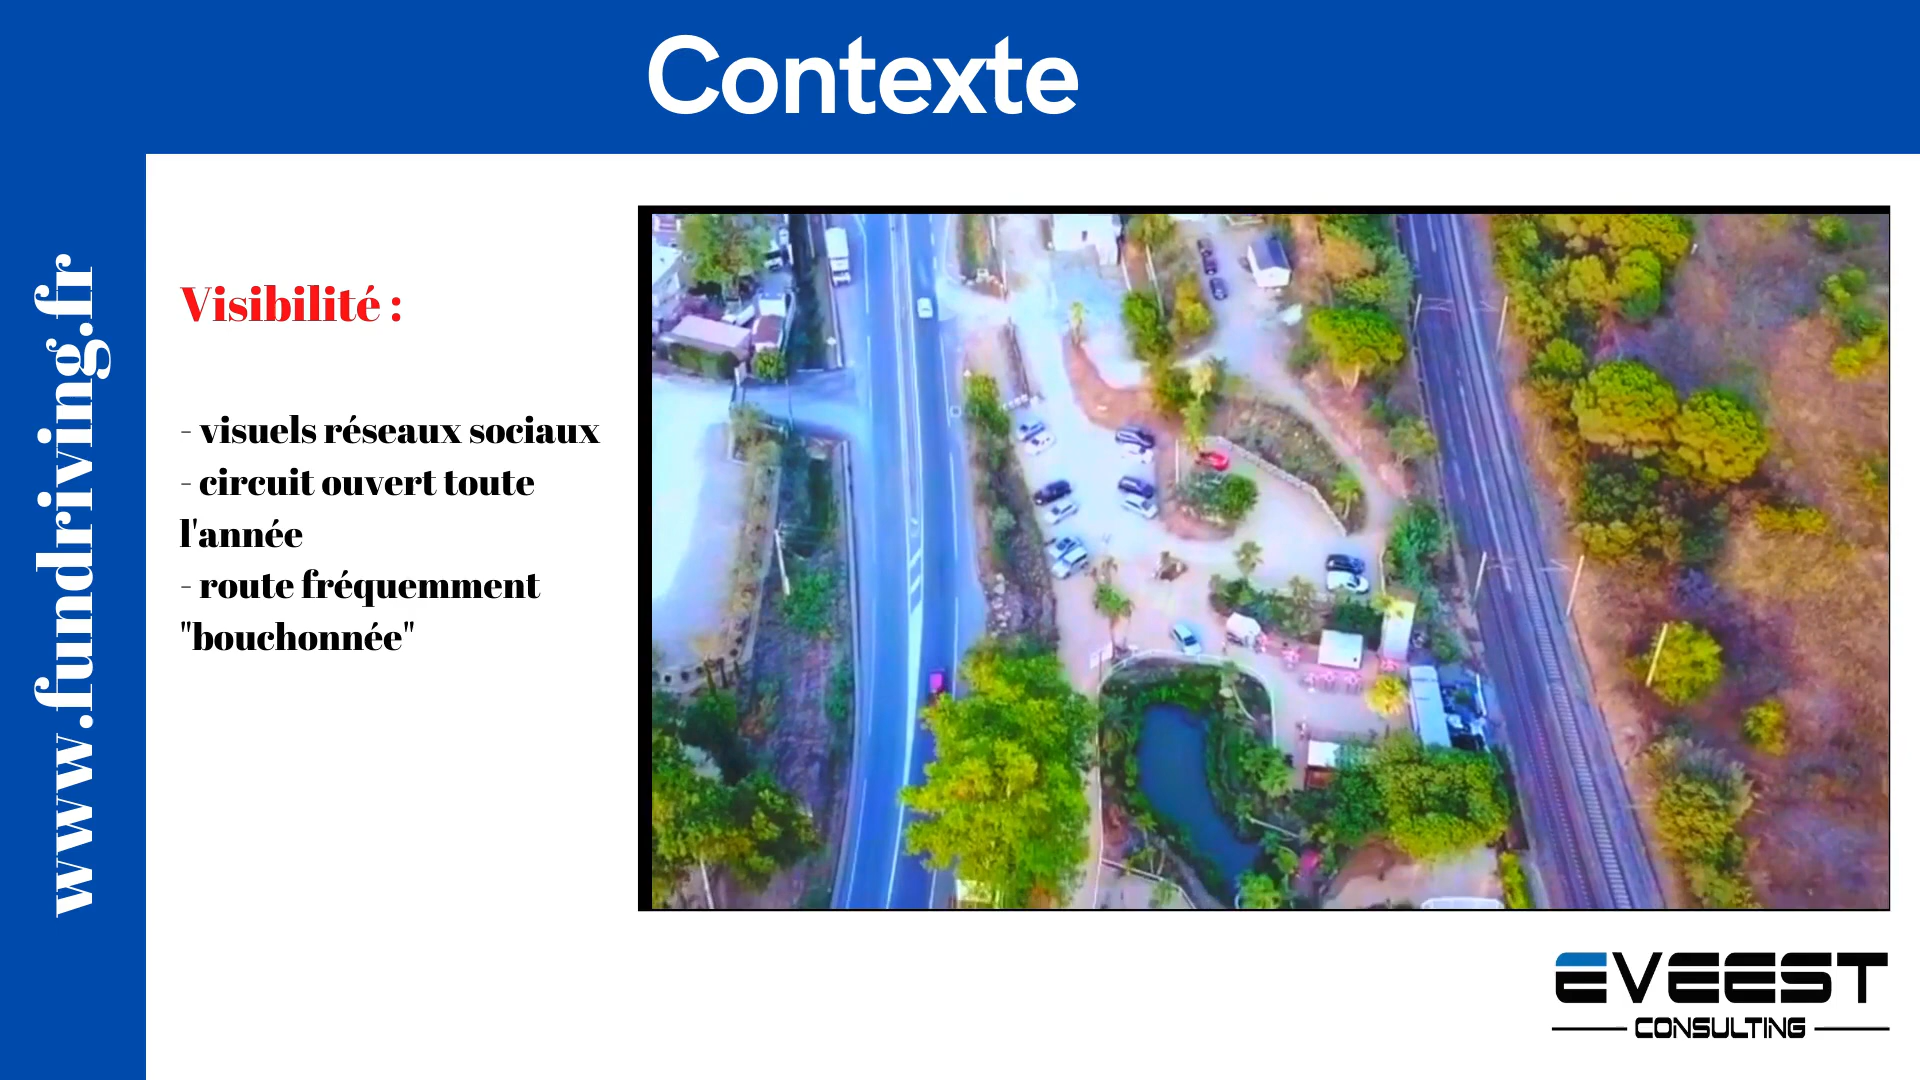 Contexte
www.fundriving.fr
Visibilité :
- visuels réseaux sociaux
- circuit ouvert toute
l'année
- route fréquemment
"bouchonnée"
EVEEST
CONSULTING